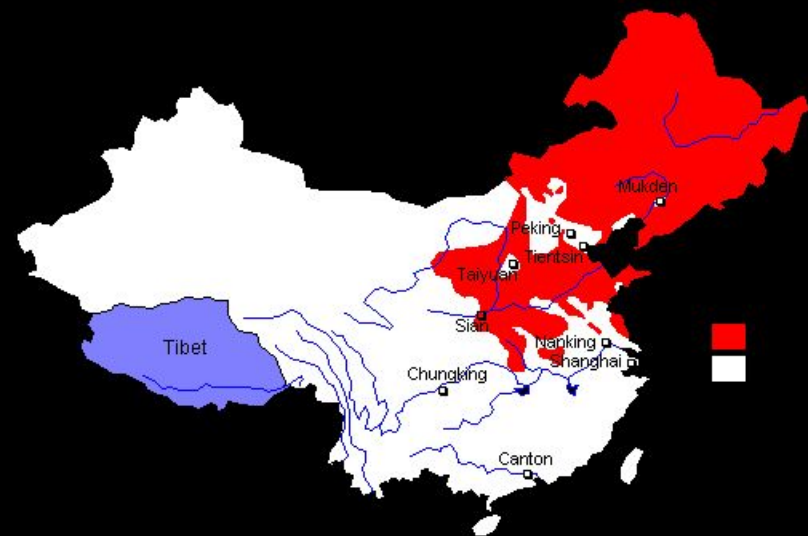 Mukden
Peking
Tientsin
Taiyuan
Sian
Nanking
Tibet
Shanghai
Chungking
Canton